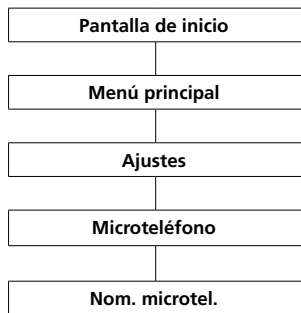 Pantalla de inicio
Menú principal
Ajustes
Microteléfono
Nom. microtel.